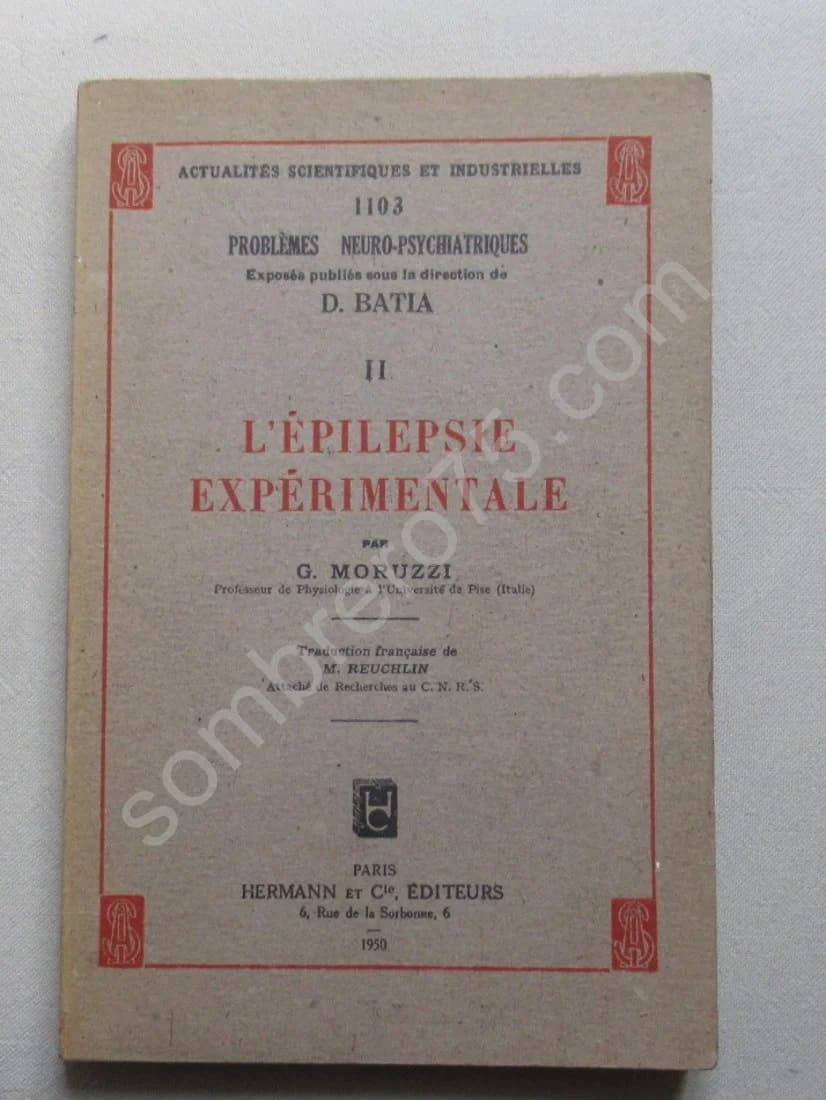 ACTUALITÉS SCIENTIFIQUES ET INDUSTRIELLES
1103
PROBLÈMES NEURO-PSYCHIATRIQUES
Exposés publiés sous la direction de
D. BATIA
II
L'ÉPILEPSIE
EXPÉRIMENTALE
PAR
G. MORUZZI
Professeur de Physiologie à l'Université de Pise (Italie)
Traduction française de
M. REUCHLIN
Attaché de Recherches au C. N. R. S.
PARIS
HERMANN ET Cie, ÉDITEURS
6, Rue de la Sorbonne, 6
1950
sombrero75.com